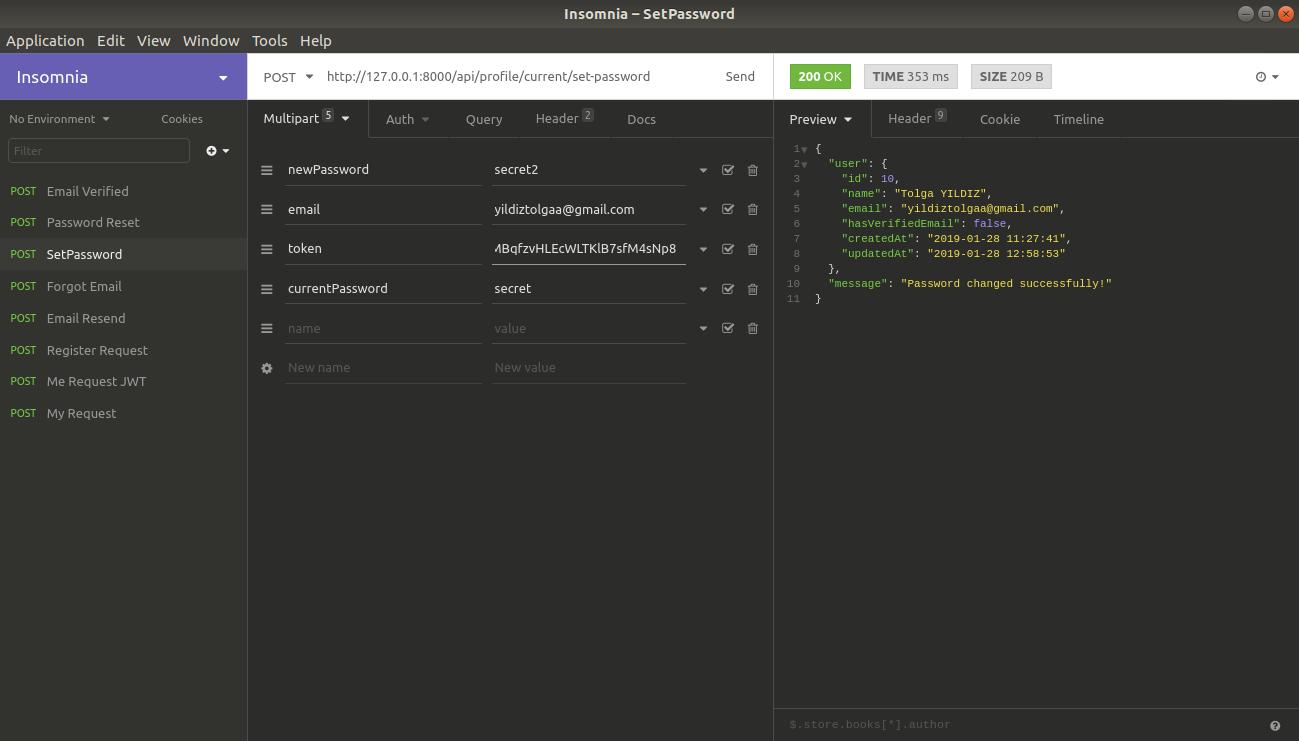 Insomnia – SetPassword
Application Edit View Window Tools Help
Insomnia
POST http://127.0.0.1:8000/api/profile/current/set-password Send
200 OK TIME 353 ms SIZE 209 B
No Environment Cookies
Filter
POST Email Verified
POST Password Reset
POST SetPassword
POST Forgot Email
POST Email Resend
POST Register Request
POST Me Request JWT
POST My Request
Multipart 5 Auth Query Header 2 Docs
newPassword secret2
email yildiztolgaa@gmail.com
token MBqfzvHLEcWLTKlB7sfM4sNp8
currentPassword secret
name value
New name New value
Preview Header 9 Cookie Timeline
1 {
2 "user": {
3 "id": 10,
4 "name": "Tolga YILDIZ",
5 "email": "yildiztolgaa@gmail.com",
6 "hasVerifiedEmail": false,
7 "createdAt": "2019-01-28 11:27:41",
8 "updatedAt": "2019-01-28 12:58:53"
9 },
10 "message": "Password changed successfully!"
11 }
$.store.books[*].author